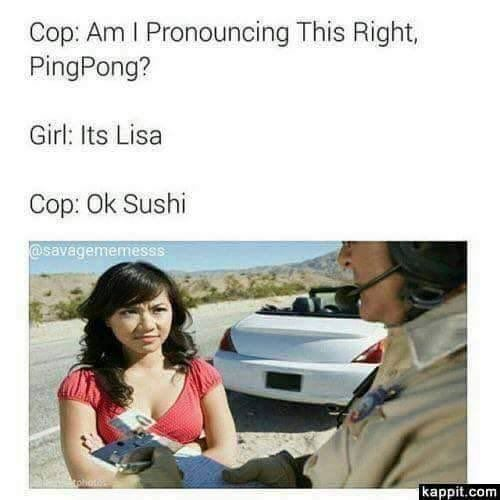 Cop: Am I Pronouncing This Right,
PingPong?
Girl: Its Lisa
Cop: Ok Sushi
@savagememesss
kappit.com